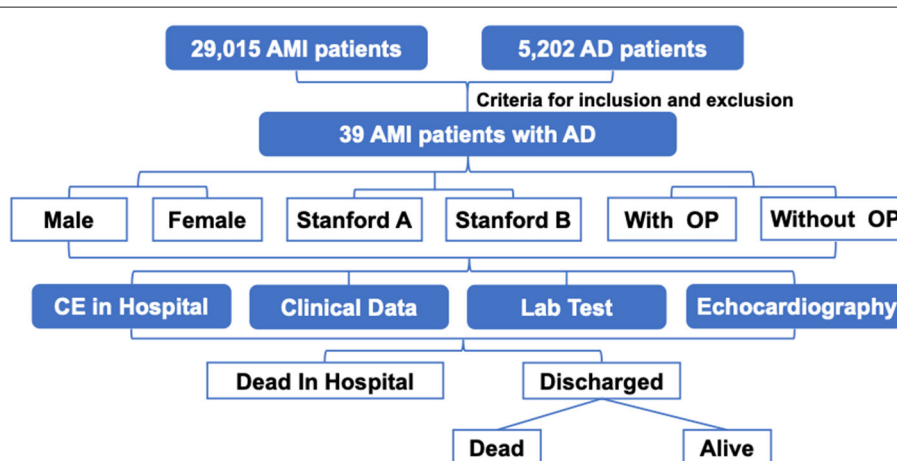 29,015 AMI patients
5,202 AD patients
Criteria for inclusion and exclusion
39 AMI patients with AD
Male
Female
Stanford A
Stanford B
With OP
Without OP
CE in Hospital
Clinical Data
Lab Test
Echocardiography
Dead In Hospital
Discharged
Dead
Alive